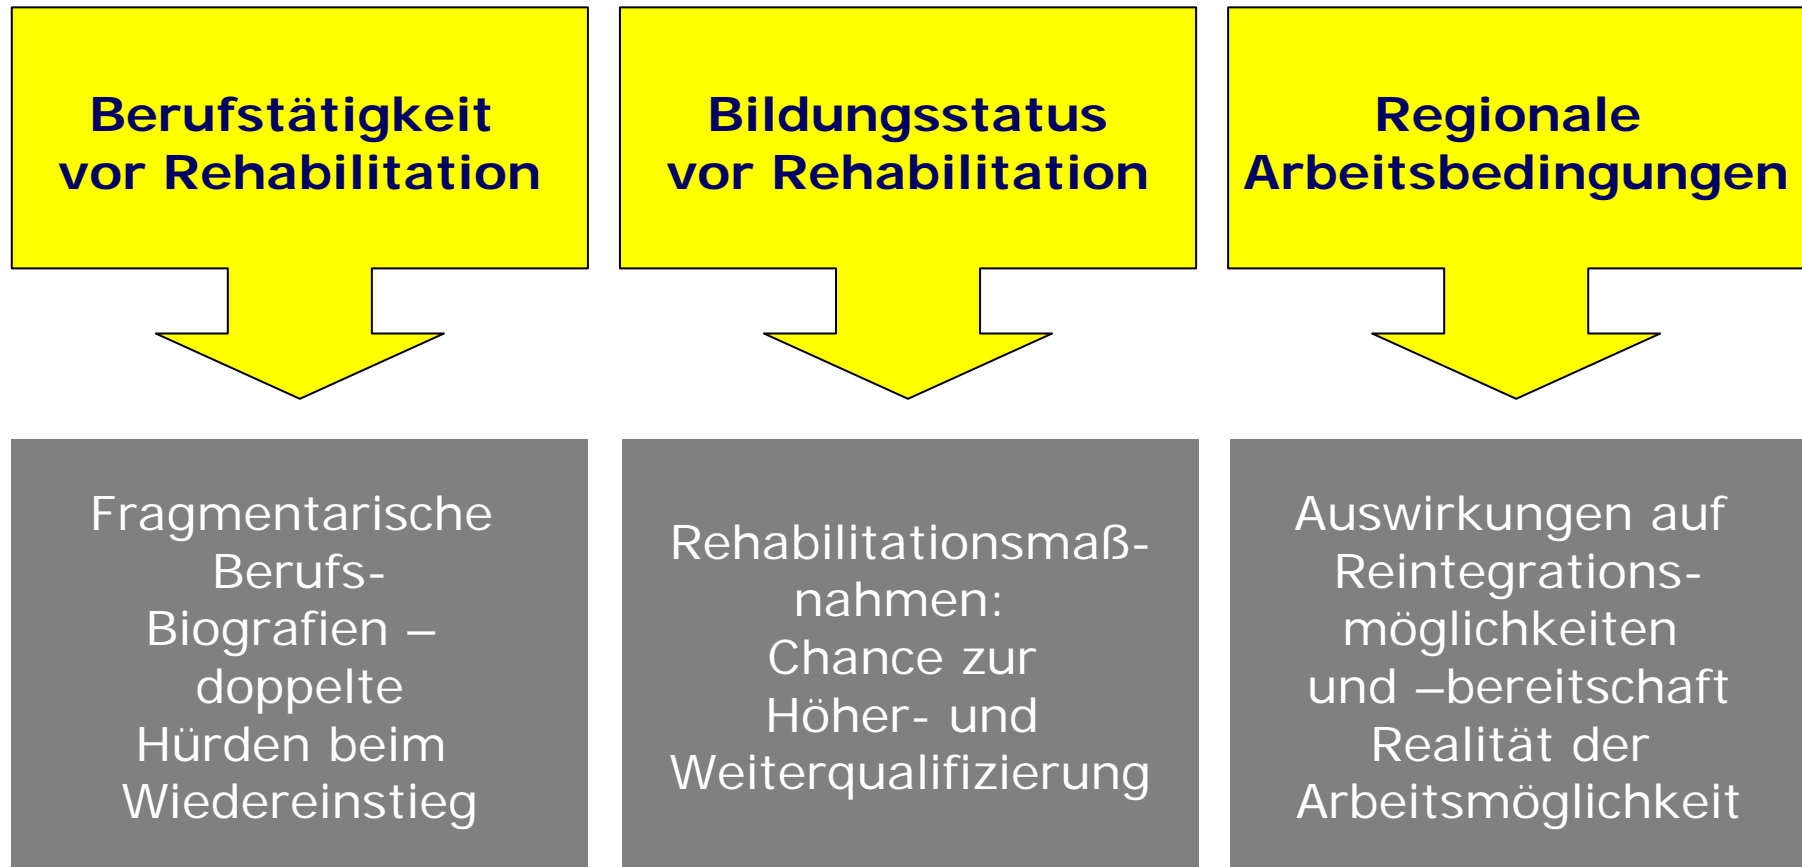 Berufstätigkeit
vor Rehabilitation
Bildungsstatus
vor Rehabilitation
Regionale
Arbeitsbedingungen
Fragmentarische
Berufs-
Biografien –
doppelte
Hürden beim
Wiedereinstieg
Rehabilitationsmaß-
nahmen:
Chance zur
Höher- und
Weiterqualifizierung
Auswirkungen auf
Reintegrations-
möglichkeiten
und –bereitschaft
Realität der
Arbeitsmöglichkeit